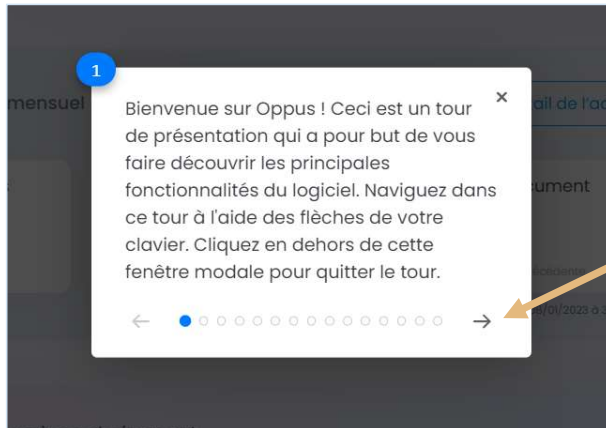 1
mensuel
Bienvenue sur Oppus ! Ceci est un tour
de présentation qui a pour but de vous
faire découvrir les principales
fonctionnalités du logiciel. Naviguez dans
ce tour à l'aide des flèches de votre
clavier. Cliquez en dehors de cette
fenêtre modale pour quitter le tour.
ail de l'ac
ument